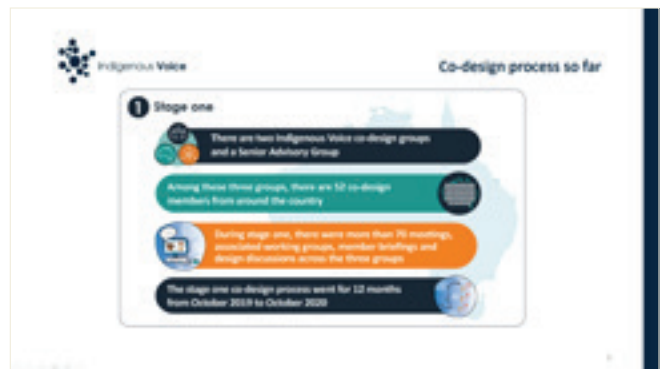 Indigenous Voice
Co-design process so far
1 Stage one
There are two Indigenous Voice co-design groups
and a Senior Advisory Group
Among these three groups, there are 52 co-design
members from around the country
During stage one, there were more than 70 meetings,
associated working groups, member briefings and
design discussions across the three groups
The stage one co-design process went for 12 months
from October 2019 to October 2020